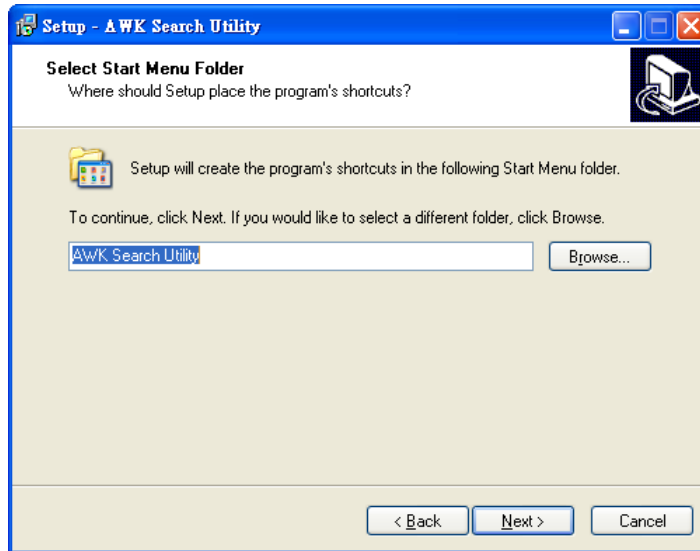 Setup - AWK Search Utility
Select Start Menu Folder
Where should Setup place the program's shortcuts?
Setup will create the program's shortcuts in the following Start Menu folder.
To continue, click Next. If you would like to select a different folder, click Browse.
AWK Search Utility
Browse...
< Back
Next >
Cancel